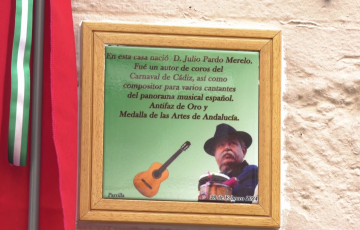 En esta casa nació D. Julio Pardo Merelo.
Fué un autor de coros del
Carnaval de Cádiz, así como
compositor para varios cantantes
del panorama musical español.
Antifaz de Oro y
Medalla de las Artes de Andalucía.